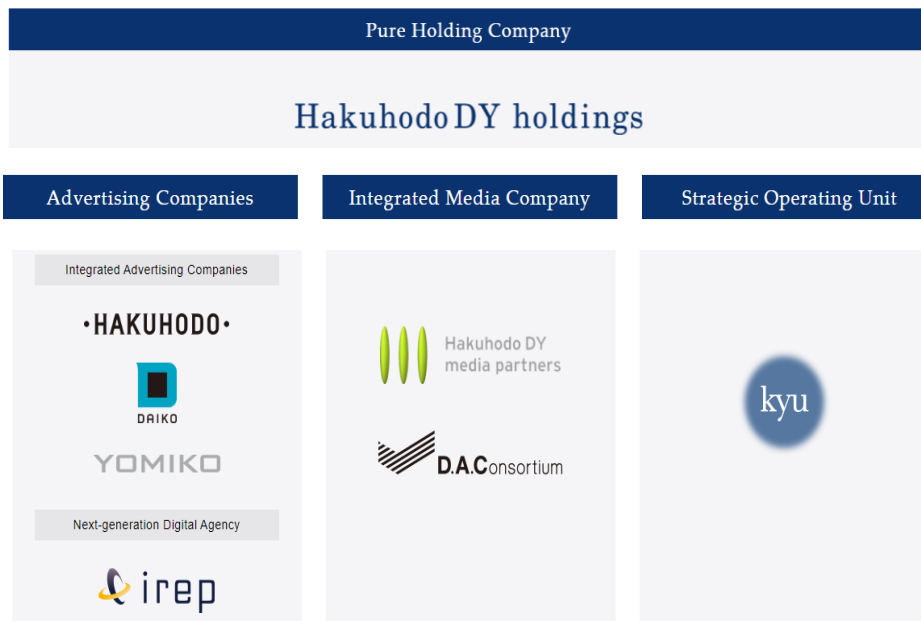 Pure Holding Company
Hakuhodo DY holdings
Advertising Companies
Integrated Advertising Companies
·HAKUHODO·
DAIKO
YOMIKO
Next-generation Digital Agency
irep
Integrated Media Company
Hakuhodo DY
media partners
D.A.Consortium
Strategic Operating Unit
kyu